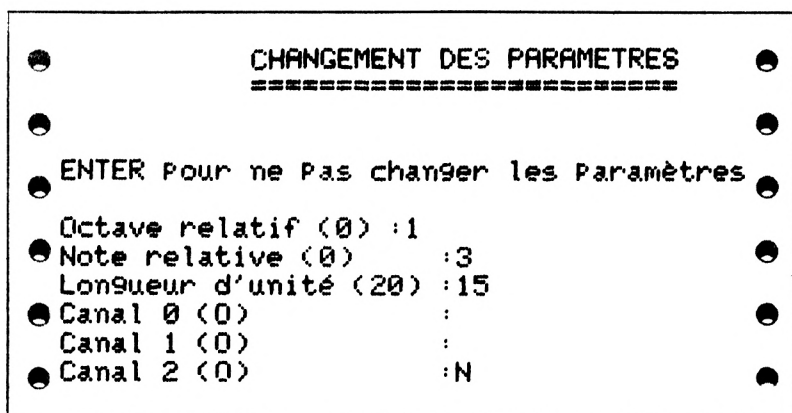 CHANGEMENT DES PARAMETRES
=========================
ENTER Pour ne Pas changer les Paramètres
Octave relatif (0) :1
Note relative (0) :3
Longueur d'unité (20) :15
Canal 0 (O) :
Canal 1 (O) :
Canal 2 (O) :N